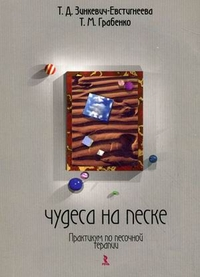 Т. Д. Зинкевич-Евстигнеева
Т. М. Грабенко
ЧУДЕСА НА ПЕСКЕ
Практикум по песочной
терапии